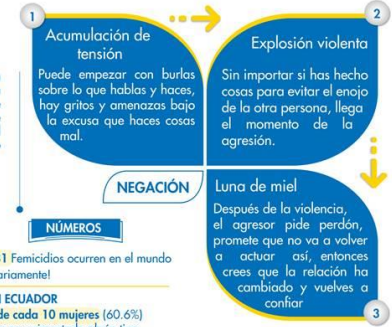 1
Acumulación de
tensión
Puede empezar con burlas
sobre lo que hablas y haces,
hay gritos y amenazas bajo
la excusa que haces cosas
mal.
2
Explosión violenta
Sin importar si has hecho
cosas para evitar el enojo
de la otra persona, llega
el momento de la
agresión.
NEGACIÓN
Luna de miel
Después de la violencia,
el agresor pide perdón,
promete que no va a volver
a actuar así, entonces
crees que la relación ha
cambiado y vuelves a
confiar
3
NÚMEROS
1 Femicidios ocurren en el mundo
ariamente!
ECUADOR
de cada 10 mujeres (60.6%)